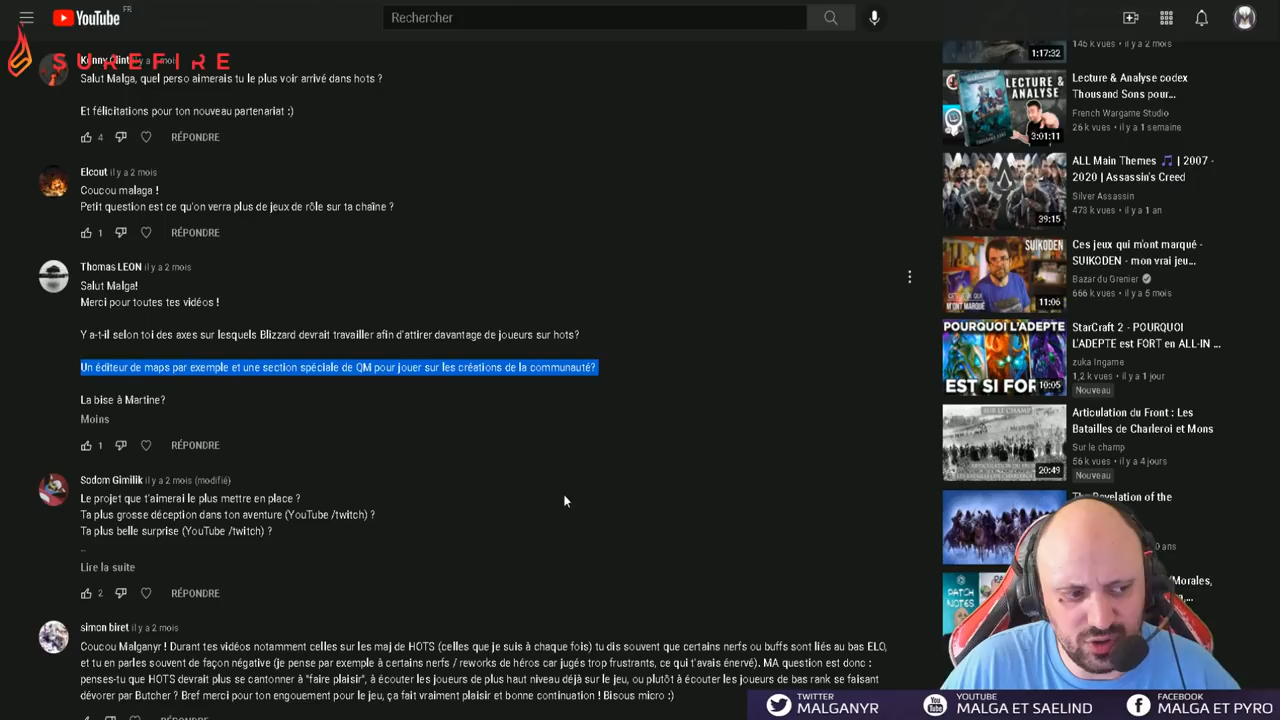 YouTube FR
Rechercher
SUREFIRE
Kenny Clint il y a mois
Salut Malga, quel perso aimerais tu le plus voir arrivé dans hots ?
Et félicitations pour ton nouveau partenariat :)
4 RÉPONDRE
Elcout il y a 2 mois
Coucou malaga !
Petit question est ce qu'on verra plus de jeux de rôle sur ta chaîne ?
1 RÉPONDRE
Thomas LEON il y a 2 mois
Salut Malga!
Merci pour toutes tes vidéos !
Y a-t-il selon toi des axes sur lesquels Blizzard devrait travailler afin d'attirer davantage de joueurs sur hots?
Un éditeur de maps par exemple et une section spéciale de QM pour jouer sur les créations de la communauté?
La bise à Martine?
Moins
1 RÉPONDRE
Sodom Gimilik il y a 2 mois (modifié)
Le projet que t'aimerai le plus mettre en place ?
Ta plus grosse déception dans ton aventure (YouTube /twitch) ?
Ta plus belle surprise (YouTube /twitch) ?
..
Lire la suite
2 RÉPONDRE
simon biret il y a 2 mois
Coucou Malganyr ! Durant tes vidéos notamment celles sur les maj de HOTS (celles que je suis à chaque fois) tu dis souvent que certains nerfs ou buffs sont liés au bas ELO,
et tu en parles souvent de façon négative (je pense par exemple à certains nerfs / reworks de héros car jugés trop frustrants, ce qui t'avais énervé). MA question est donc :
penses-tu que HOTS devrait plus se cantonner à "faire plaisir", à écouter les joueurs de plus haut niveau déjà sur le jeu, ou plutôt à écouter les joueurs de bas rank se faisant
dévorer par Butcher ? Bref merci pour ton engouement pour le jeu, ça fait vraiment plaisir et bonne continuation ! Bisous micro :)
145 k vues • il y a 2 mois
1:17:32
LECTURE & ANALYSE
3:01:11
Lecture & Analyse codex
Thousand Sons pour...
French Wargame Studio
26 k vues • il y a 1 semaine
39:15
ALL Main Themes 🎵 | 2007 -
2020 | Assassin's Creed
Silver Assassin
473 k vues • il y a 1 an
SUIKODEN
CES JEUX QUI M'ONT MARQUÉ
11:06
Ces jeux qui m'ont marqué -
SUIKODEN - mon vrai jeu...
Bazar du Grenier
666 k vues • il y a 6 mois
POURQUOI L'ADEPTE
EST SI FOR
10:05
StarCraft 2 - POURQUOI
L'ADEPTE est FORT en ALL-IN ...
zuka Ingame
1,2 k vues • il y a 1 jour
Nouveau
SUR LE CHAMP
20:49
Articulation du Front : Les
Batailles de Charleroi et Mons
Sur le champ
56 k vues • il y a 4 jours
Nouveau
The Revelation of the
ans
PATCH
NOTES
(Morales,
TWITTER
MALGANYR
YOUTUBE
MALGA ET SAELIND
FACEBOOK
MALGA ET PYRO